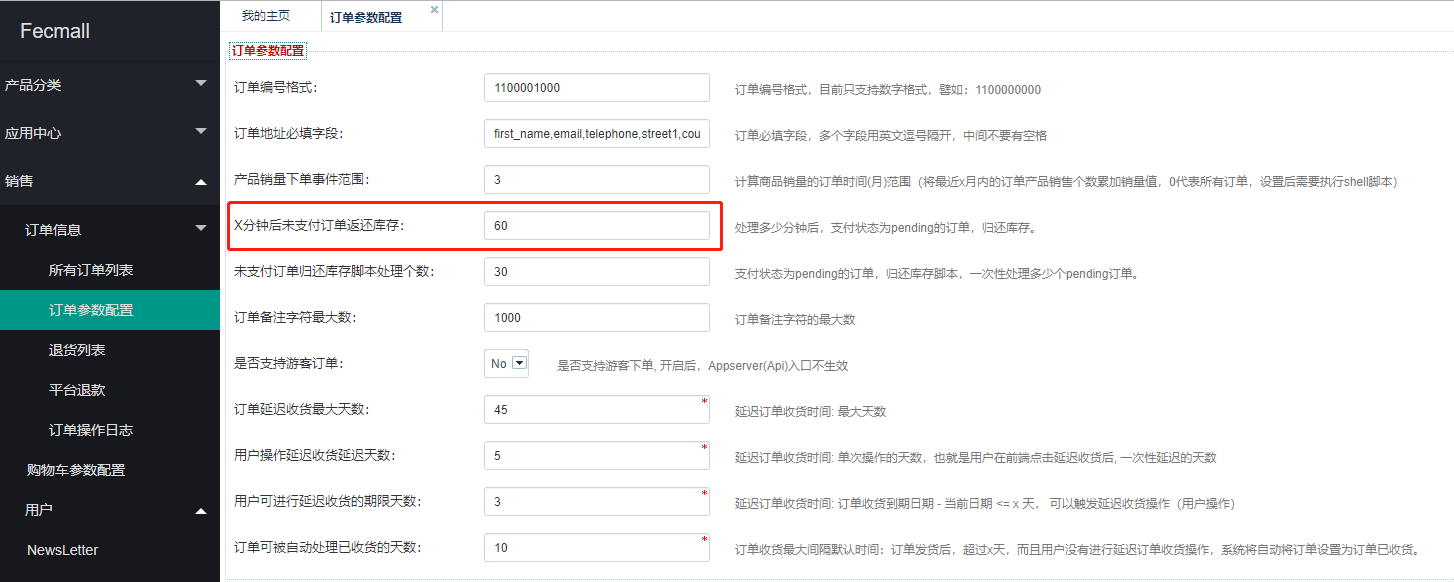 Fecmall
产品分类
应用中心
销售
订单信息
所有订单列表
订单参数配置
退货列表
平台退款
订单操作日志
购物车参数配置
用户
NewsLetter
我的主页
订单参数配置
订单参数配置
订单编号格式: 1100001000 订单编号格式，目前只支持数字格式，譬如：1100000000
订单地址必填字段: first_name,email,telephone,street1,cou 订单必填字段，多个字段用英文逗号隔开，中间不要有空格
产品销量下单事件范围: 3 计算商品销量的订单时间(月)范围（将最近x月内的订单产品销售个数累加销量值，0代表所有订单，设置后需要执行shell脚本）
X分钟后未支付订单返还库存: 60 处理多少分钟后，支付状态为pending的订单，归还库存。
未支付订单归还库存脚本处理个数: 30 支付状态为pending的订单，归还库存脚本，一次性处理多少个pending订单。
订单备注字符最大数: 1000 订单备注字符的最大数
是否支持游客订单: No 是否支持游客下单, 开启后，Appserver(Api)入口不生效
订单延迟收货最大天数: 45 * 延迟订单收货时间: 最大天数
用户操作延迟收货延迟天数: 5 * 延迟订单收货时间: 单次操作的天数，也就是用户在前端点击延迟收货后, 一次性延迟的天数
用户可进行延迟收货的期限天数: 3 * 延迟订单收货时间: 订单收货到期日期 - 当前日期 <= x 天， 可以触发延迟收货操作（用户操作）
订单可被自动处理已收货的天数: 10 * 订单收货最大间隔默认时间：订单发货后，超过x天，而且用户没有进行延迟订单收货操作，系统将自动将订单设置为订单已收货。